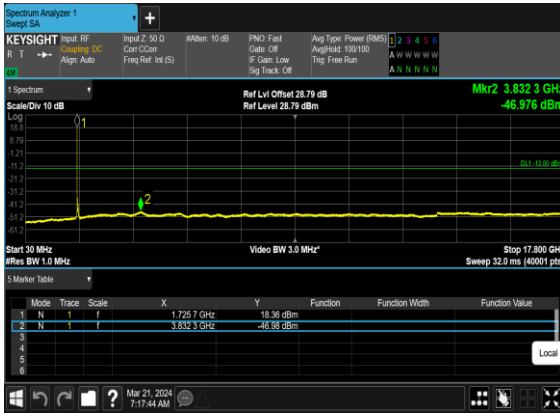 Spectrum Analyzer 1
Swept SA
+
KEYSIGHT Input: RF Input Z: 50 Ω #Atten: 10 dB PNO: Fast Avg Type: Power (RMS) 1 2 3 4 5 6
R T Coupling: DC Corr CCorr Gate: Off Avg|Hold: 100/100 A W W W W W
Align: Auto Freq Ref: Int (S) IF Gain: Low Trig: Free Run
Sig Track: Off A N N N N N
1 Spectrum Ref Lvl Offset 28.79 dB Mkr2 3.832 3 GHz
Scale/Div 10 dB Ref Level 28.79 dBm -46.976 dBm
Log
18.8
8.79
-1.21
-11.2 DL1 -13.00 dBm
-21.2
-31.2
-41.2
-51.2
-61.2
1
2
Start 30 MHz Video BW 3.0 MHz* Stop 17.800 GHz
#Res BW 1.0 MHz Sweep 32.0 ms (40001 pts)
5 Marker Table
Mode Trace Scale X Y Function Function Width Function Value
1 N 1 f 1.725 7 GHz 18.36 dBm
2 N 1 f 3.832 3 GHz -46.98 dBm
3
4
5
6
Local
? Mar 21, 2024
7:17:44 AM